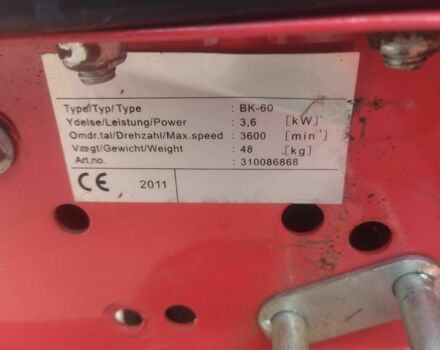 Type/Typ/Type : BK-60
Ydelse/Leistung/Power : 3,6 [kW]
Omdr.tal/Drehzahl/Max.speed : 3600 [min⁻¹]
Vægt/Gewicht/Weight : 48 [kg]
Art.no. : 310086868
CE 2011